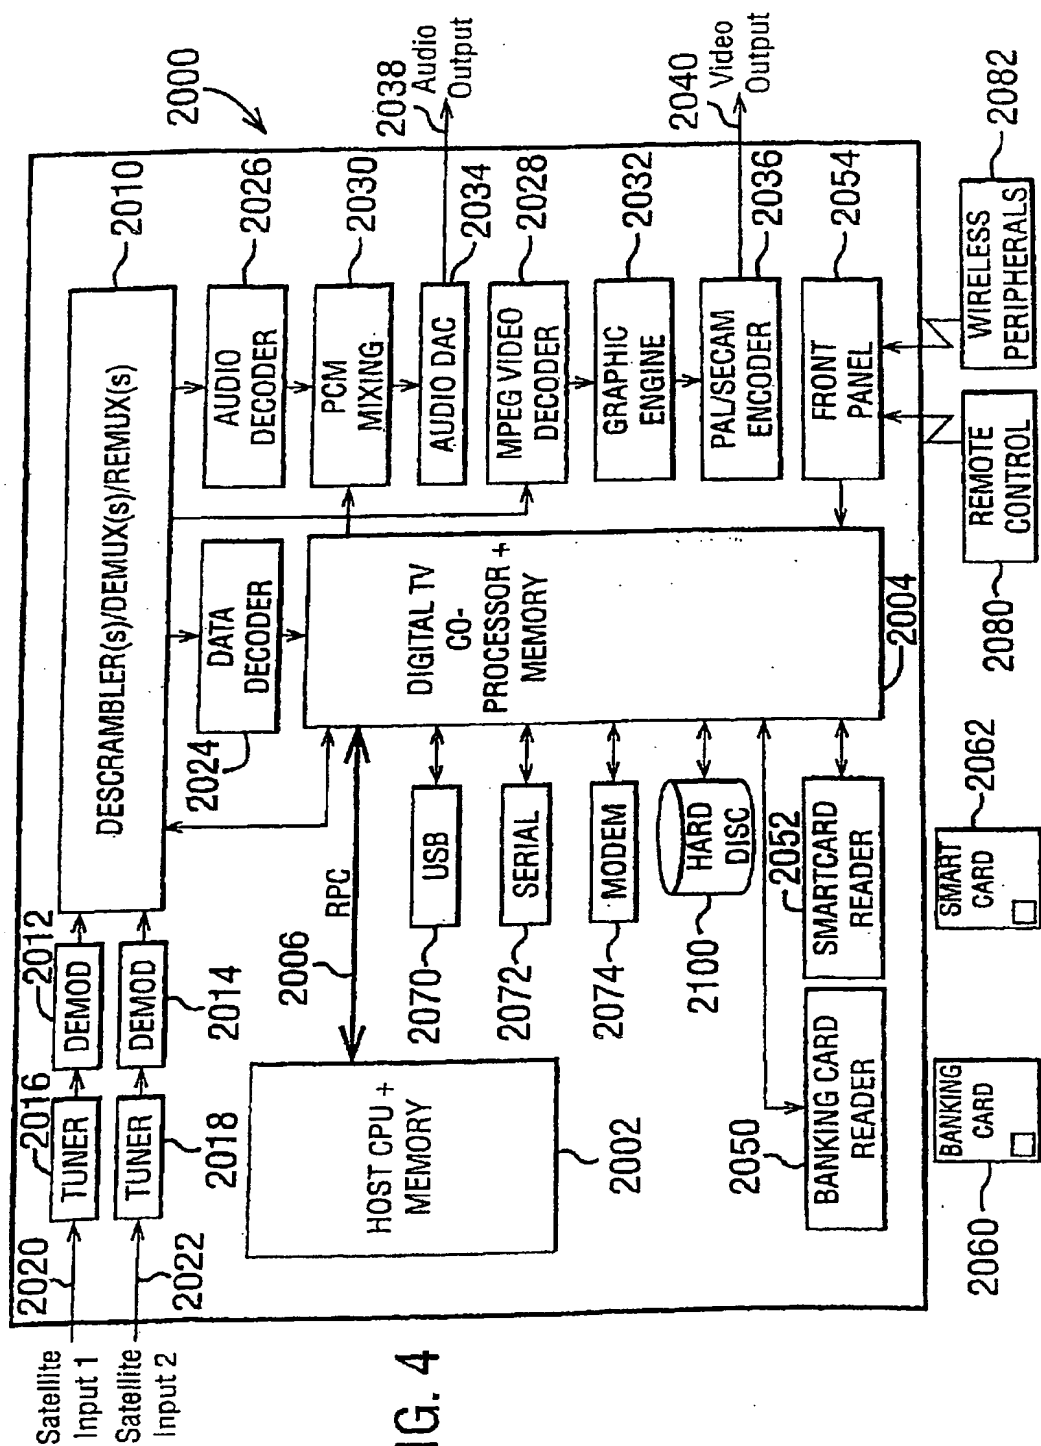 Satellite
Input 1
Satellite
Input 2
2020
2022
TUNER
2016
TUNER
2018
DEMOD
2012
DEMOD
2014
DESCRAMBLER(s)/DEMUX(s)/REMUX(s)
2010
2000
DATA
DECODER
2024
AUDIO
DECODER
2026
PCM
MIXING
2030
AUDIO DAC
2034
2038
Audio
Output
MPEG VIDEO
DECODER
2028
GRAPHIC
ENGINE
2032
PAL/SECAM
ENCODER
2036
2040
Video
Output
FRONT
PANEL
2054
HOST CPU +
MEMORY
2002
2006
RPC
DIGITAL TV
CO-
PROCESSOR +
MEMORY
2004
USB
2070
SERIAL
2072
MODEM
2074
HARD
DISC
2100
SMARTCARD
READER
2052
BANKING CARD
READER
2050
BANKING
CARD
2060
SMART
CARD
2062
REMOTE
CONTROL
2080
WIRELESS
PERIPHERALS
2082
IG. 4